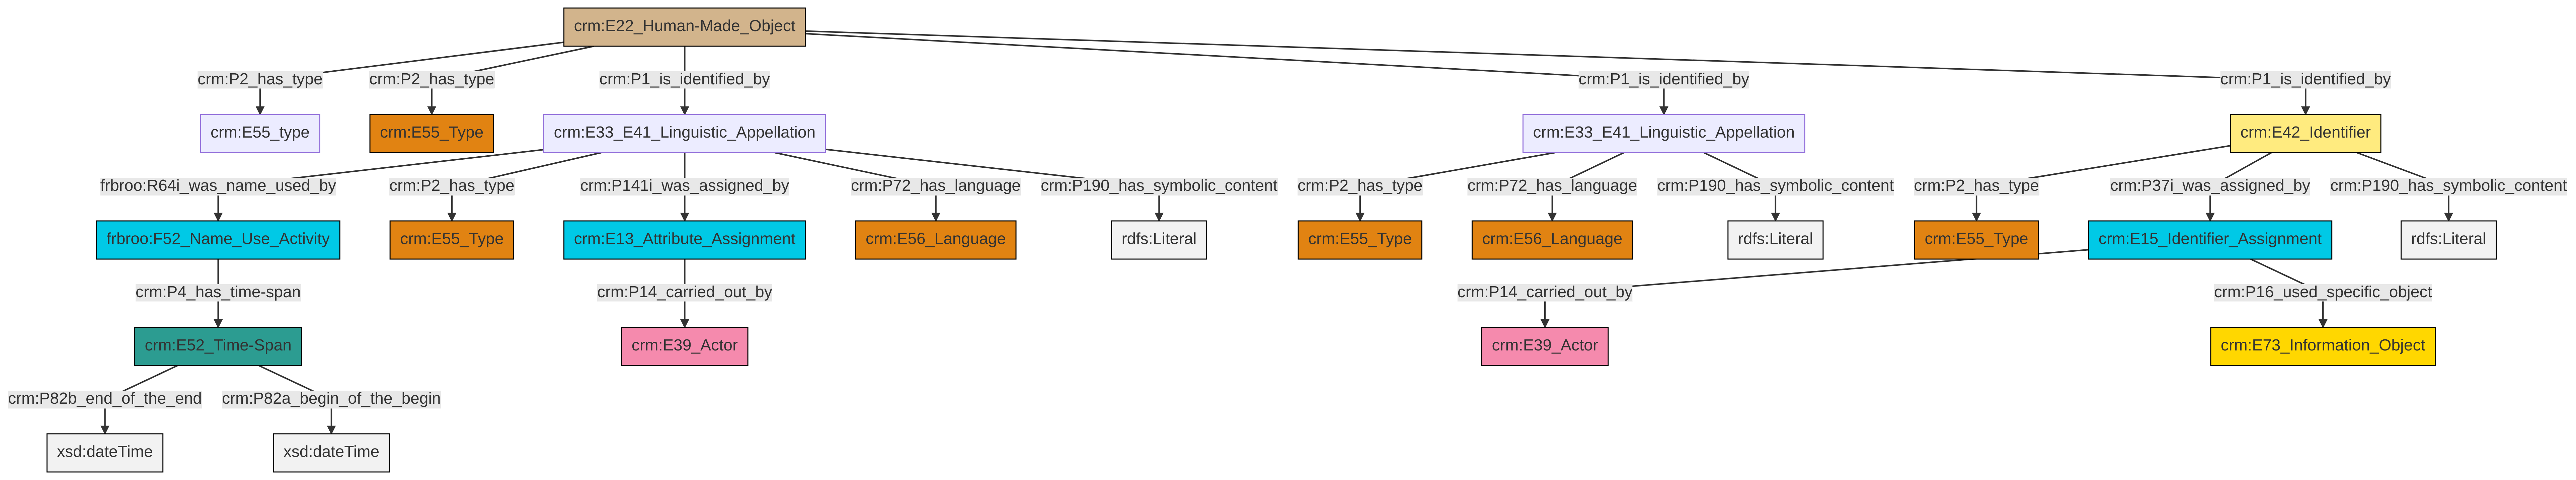 crm:E22_Human-Made_Object
crm:P2_has_type
crm:P2_has_type
crm:P1_is_identified_by
crm:P1_is_identified_by
crm:P1_is_identified_by
crm:E55_type
crm:E55_Type
crm:E33_E41_Linguistic_Appellation
crm:E33_E41_Linguistic_Appellation
crm:E42_Identifier
frbroo:R64i_was_name_used_by
crm:P2_has_type
crm:P141i_was_assigned_by
crm:P72_has_language
crm:P190_has_symbolic_content
crm:P2_has_type
crm:P72_has_language
crm:P190_has_symbolic_content
crm:P2_has_type
crm:P37i_was_assigned_by
crm:P190_has_symbolic_content
frbroo:F52_Name_Use_Activity
crm:E55_Type
crm:E13_Attribute_Assignment
crm:E56_Language
rdfs:Literal
crm:E55_Type
crm:E56_Language
rdfs:Literal
crm:E55_Type
crm:E15_Identifier_Assignment
rdfs:Literal
crm:P4_has_time-span
crm:P14_carried_out_by
crm:P14_carried_out_by
crm:P16_used_specific_object
crm:E52_Time-Span
crm:E39_Actor
crm:E39_Actor
crm:E73_Information_Object
crm:P82b_end_of_the_end
crm:P82a_begin_of_the_begin
xsd:dateTime
xsd:dateTime